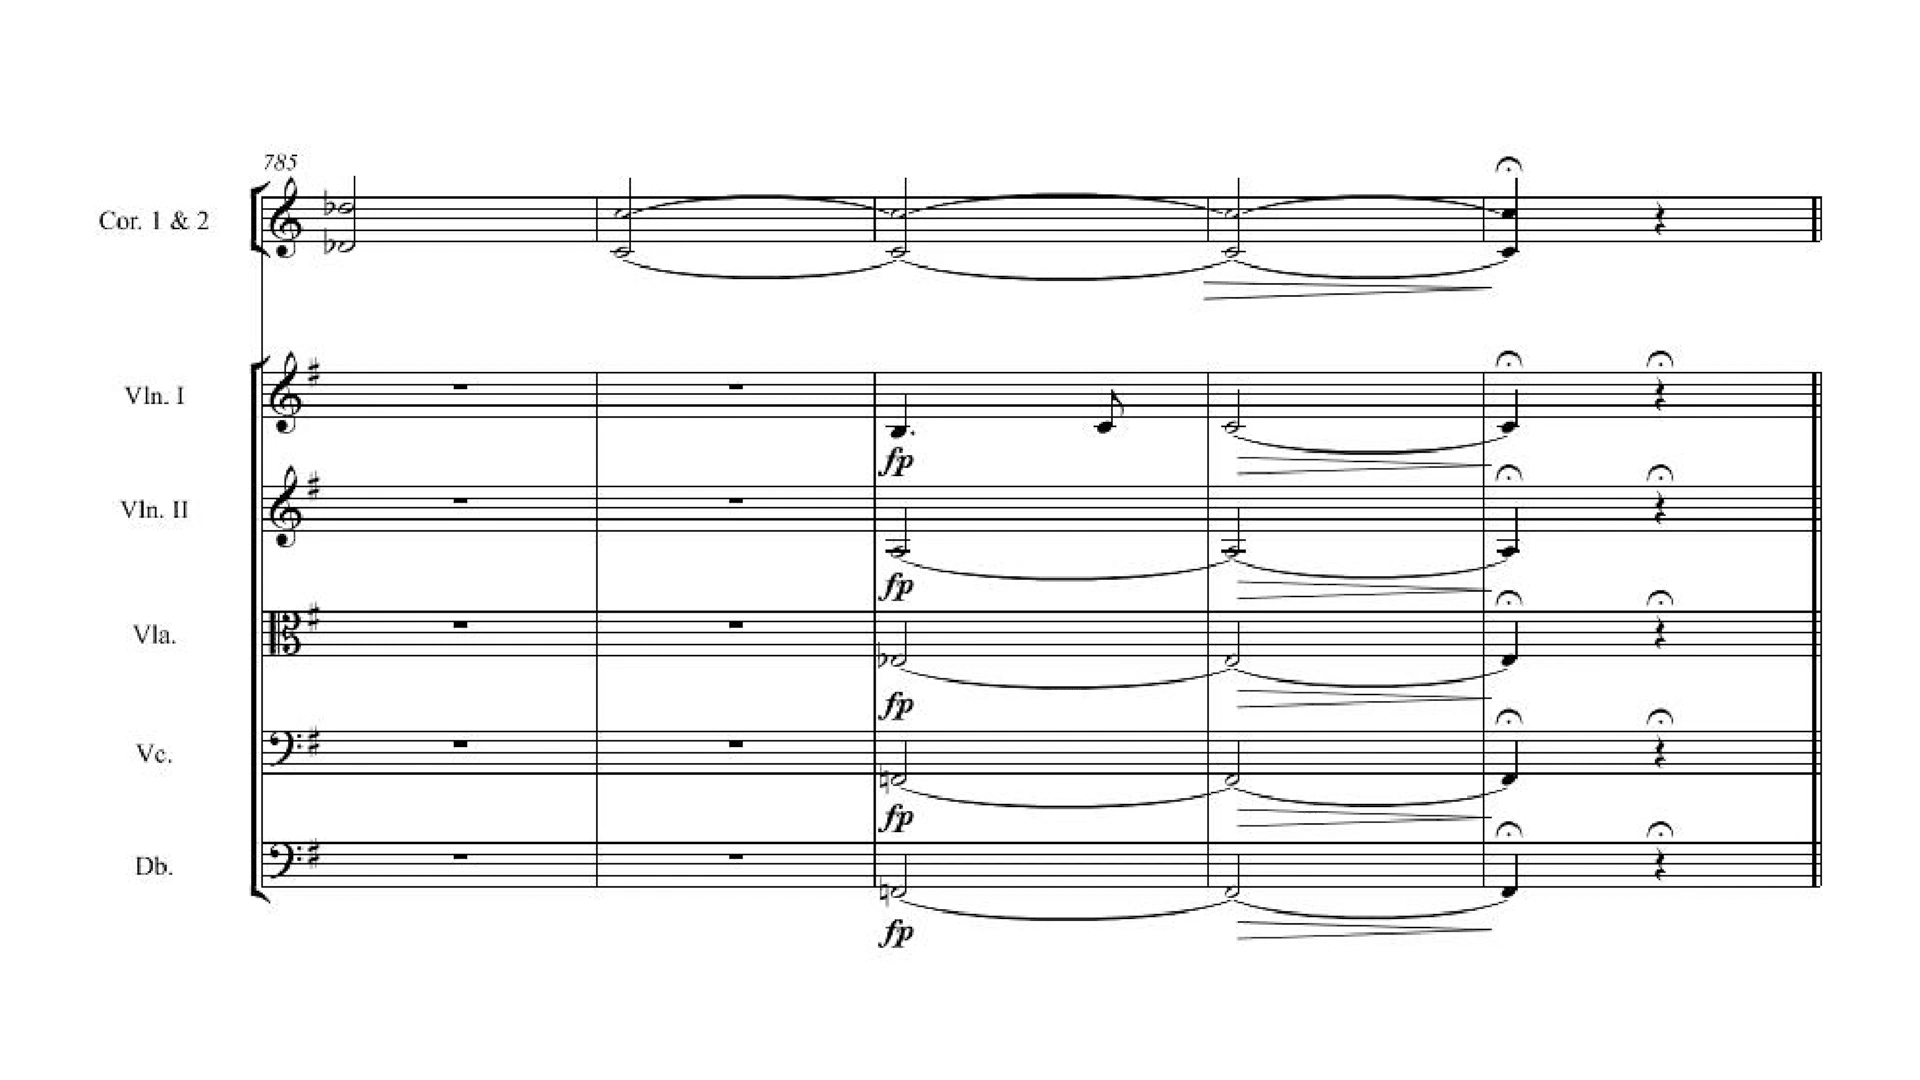 785
Cor. 1 & 2
Vln. I
fp
Vln. II
fp
Vla.
fp
Vc.
fp
Db.
fp